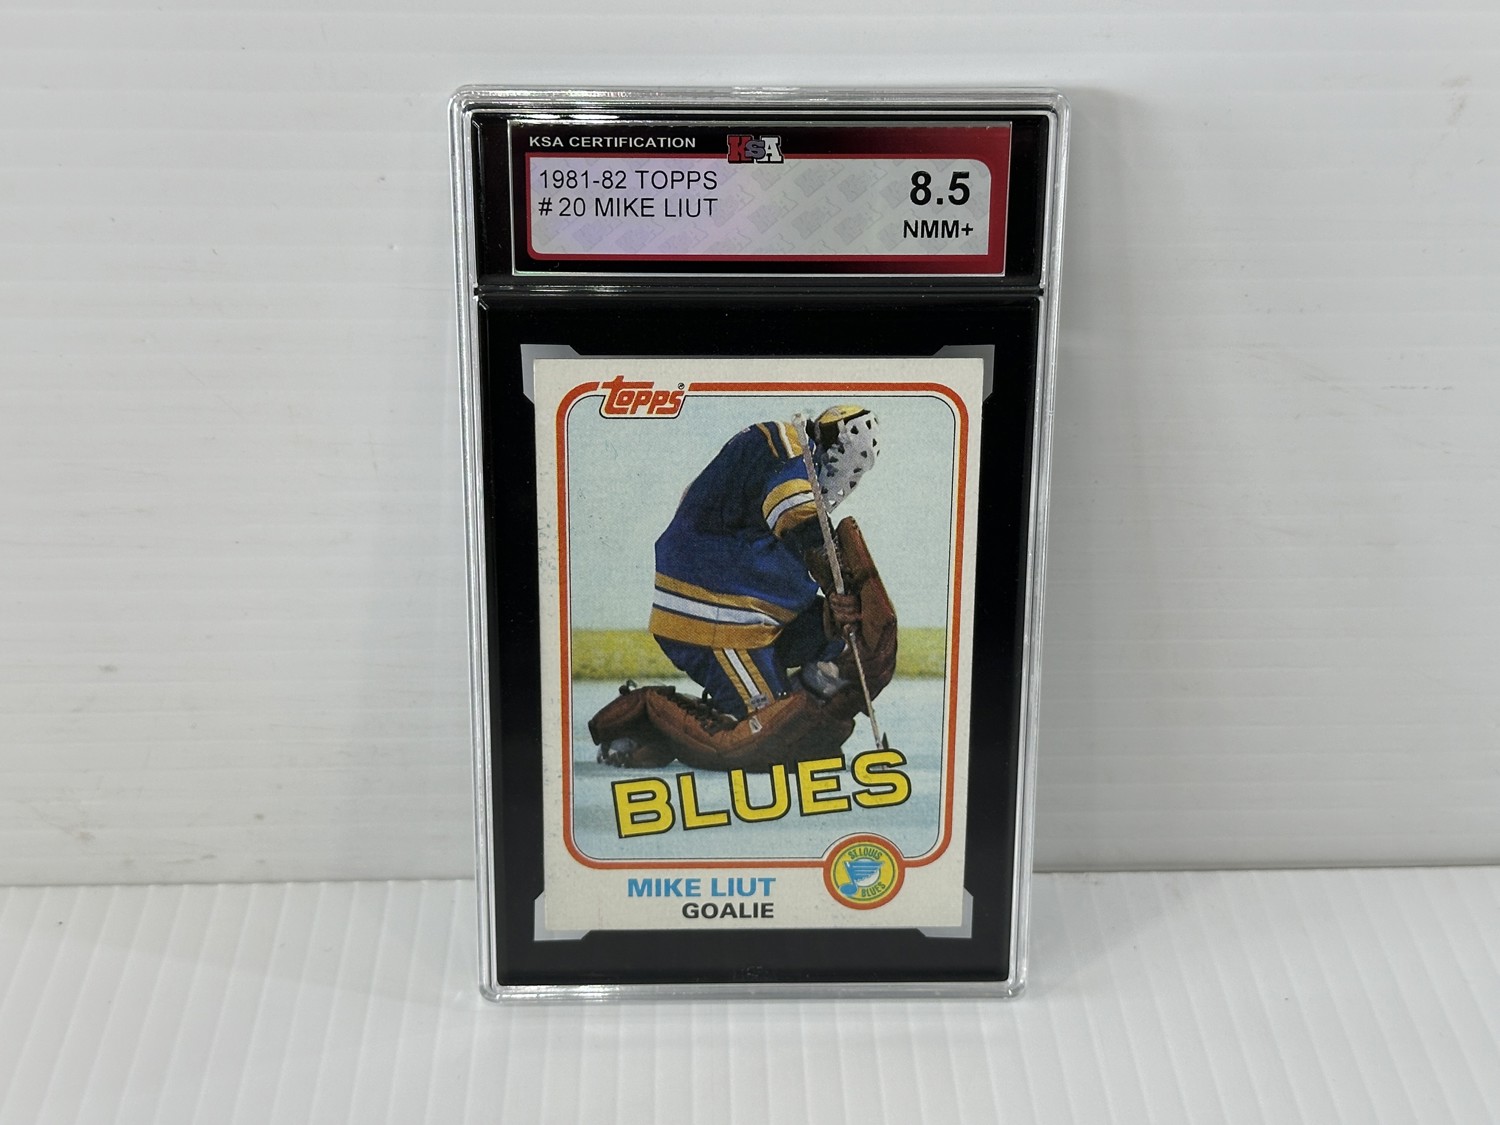 KSA CERTIFICATION
KSA
1981-82 TOPPS
# 20 MIKE LIUT
8.5
NMM+
topps®
BLUES
ST. LOUIS
BLUES
MIKE LIUT
GOALIE